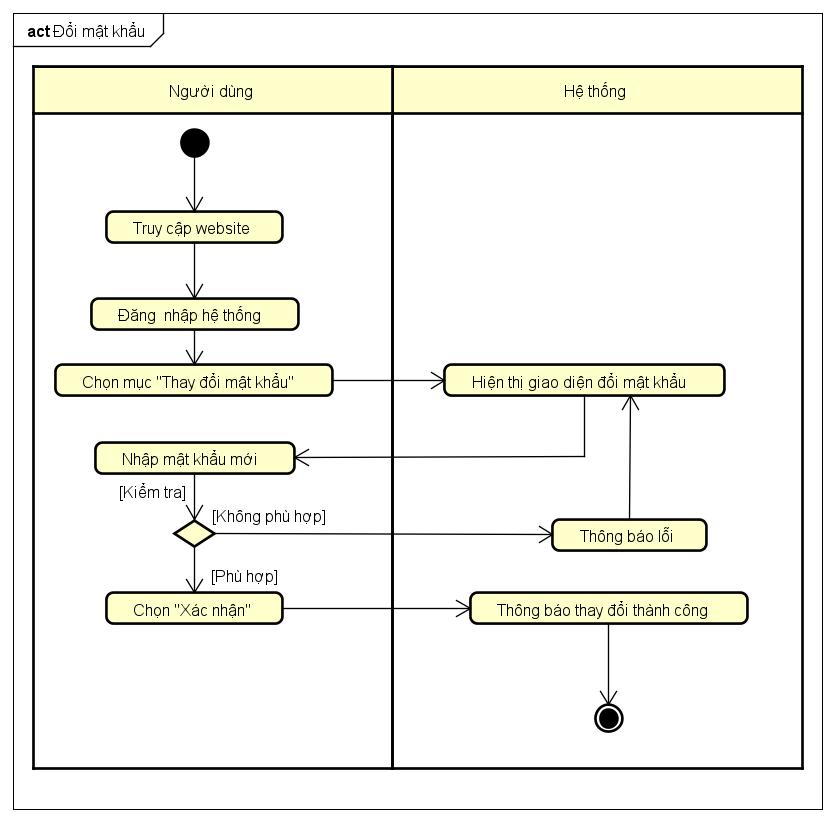 act Đổi mật khẩu
Người dùng
Hệ thống
Truy cập website
Đăng nhập hệ thống
Chọn mục "Thay đổi mật khẩu"
Hiện thị giao diện đổi mật khẩu
Nhập mật khẩu mới
[Kiểm tra]
[Không phù hợp]
Thông báo lỗi
[Phù hợp]
Chọn "Xác nhận"
Thông báo thay đổi thành công